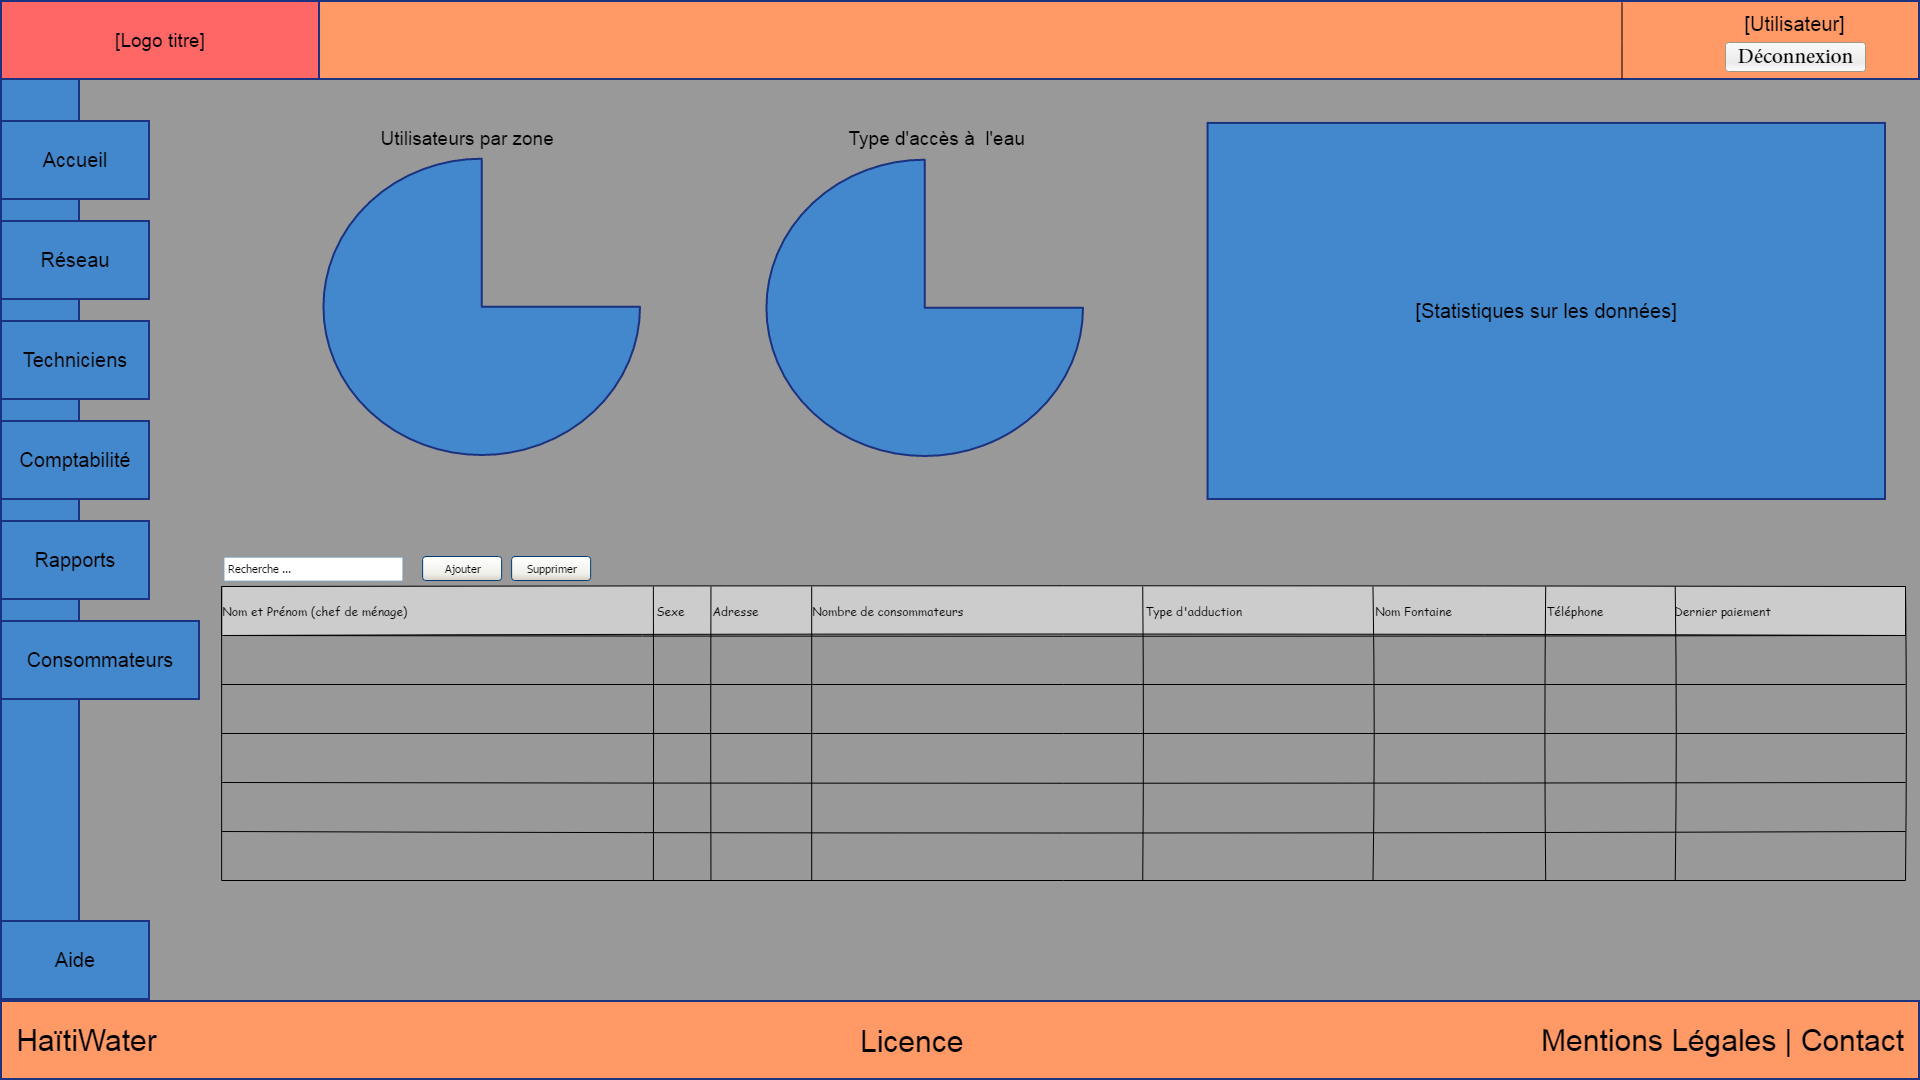 [Logo titre]
[Utilisateur]
Déconnexion
Accueil
Réseau
Techniciens
Comptabilité
Rapports
Consommateurs
Aide
Utilisateurs par zone
Type d'accès à  l'eau
[Statistiques sur les données]
Recherche ...
Ajouter
Supprimer
Nom et Prénom (chef de ménage)
Sexe
Adresse
Nombre de consommateurs
Type d'adduction
Nom Fontaine
Téléphone
Dernier paiement
HaïtiWater
Licence
Mentions Légales | Contact